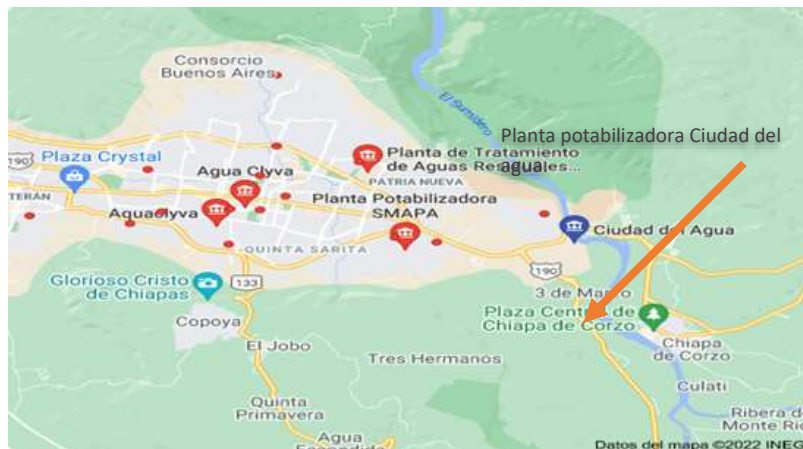 Consorcio
Buenos Aires
El Sumidero
Planta potabilizadora Ciudad del
agua.
190
Plaza Crystal
Planta de Tratamiento
de Aguas Residuales...
Agua Clyva
PATRIA NUEVA
TERÁN
Planta Potabilizadora
SMAPA
Aquaclyva
Ciudad del Agua
QUINTA SARITA
190
Glorioso Cristo
de Chiapas
133
3 de Marzo
Plaza Central de
Chiapa de Corzo
Copoya
Chiapa
de Corzo
El Jobo
Tres Hermanos
Culati
Quinta
Primavera
Ribera de
Monte Ric
Agua
Datos del mapa ©2022 INEG